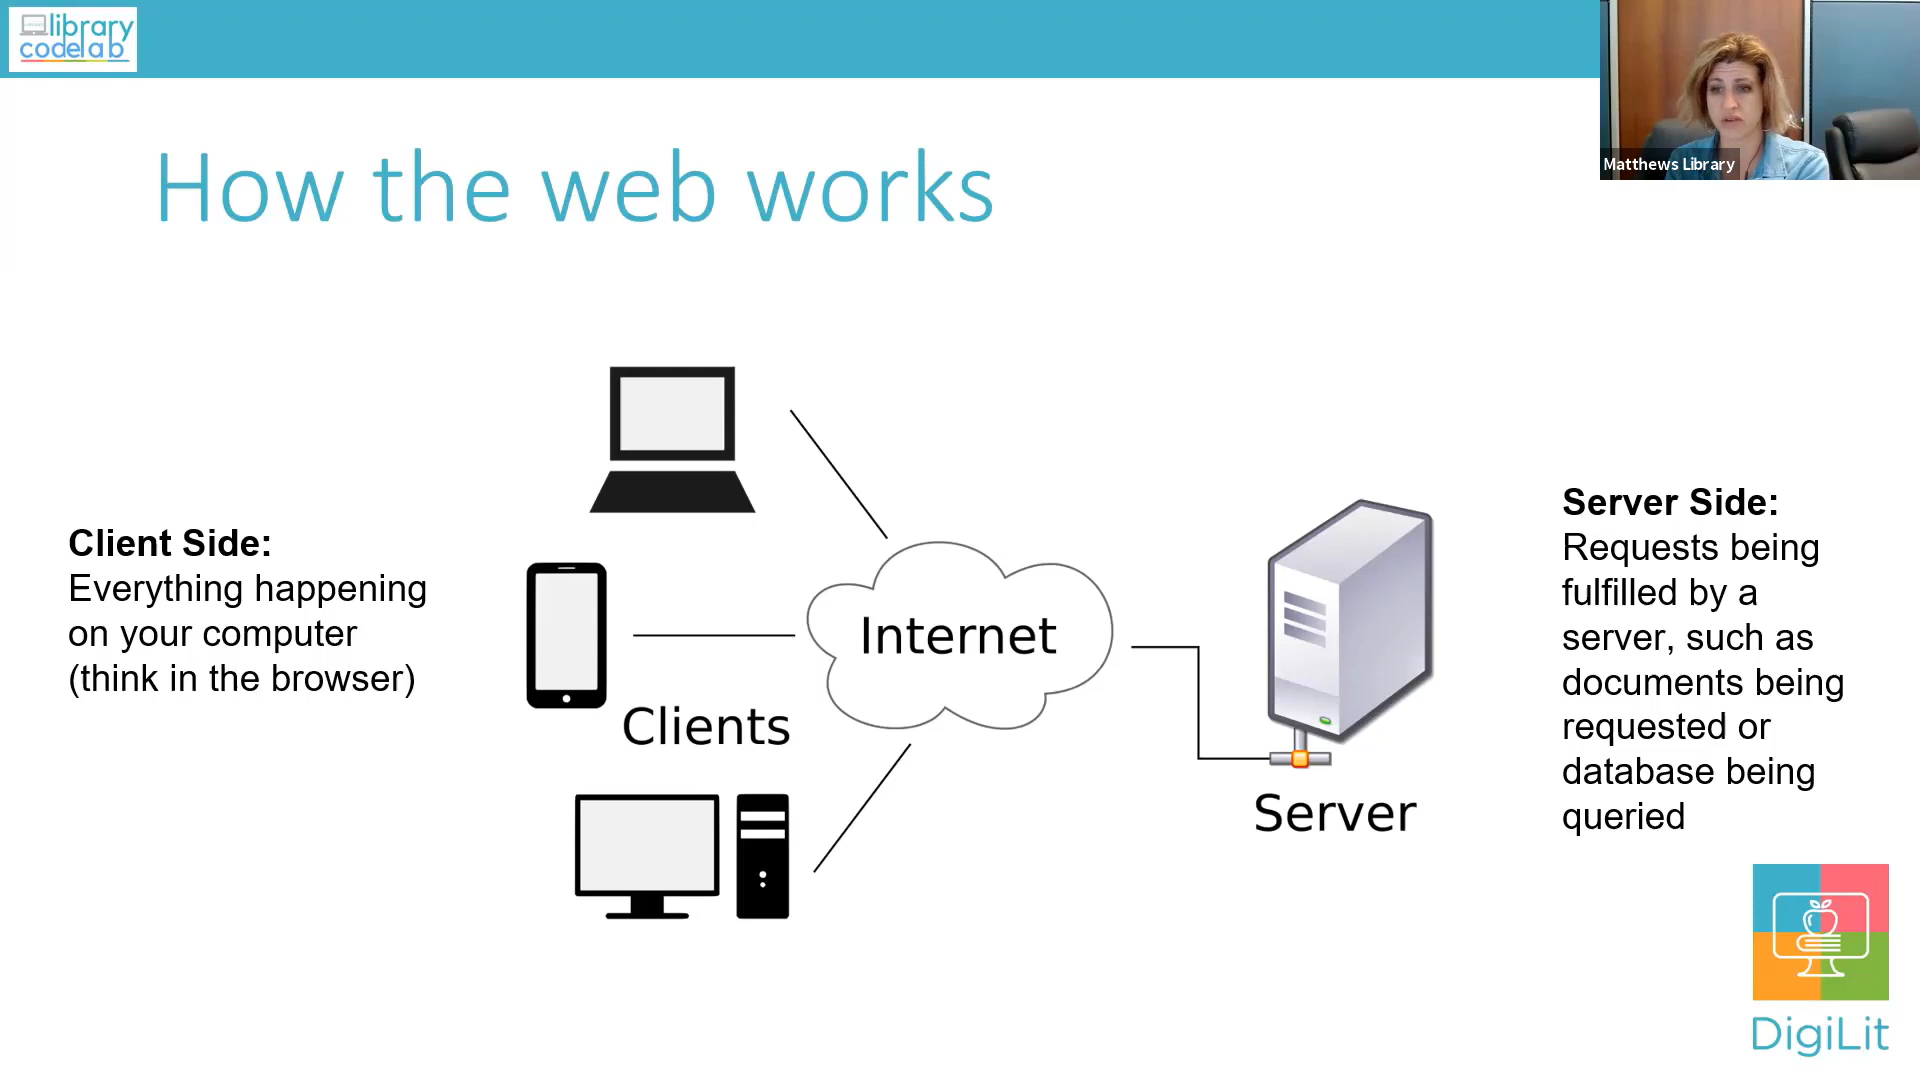 library
codelab
Matthews Library
How the web works
Client Side:
Everything happening
on your computer
(think in the browser)
Clients
Internet
Server
Server Side:
Requests being
fulfilled by a
server, such as
documents being
requested or
database being
queried
DigiLit